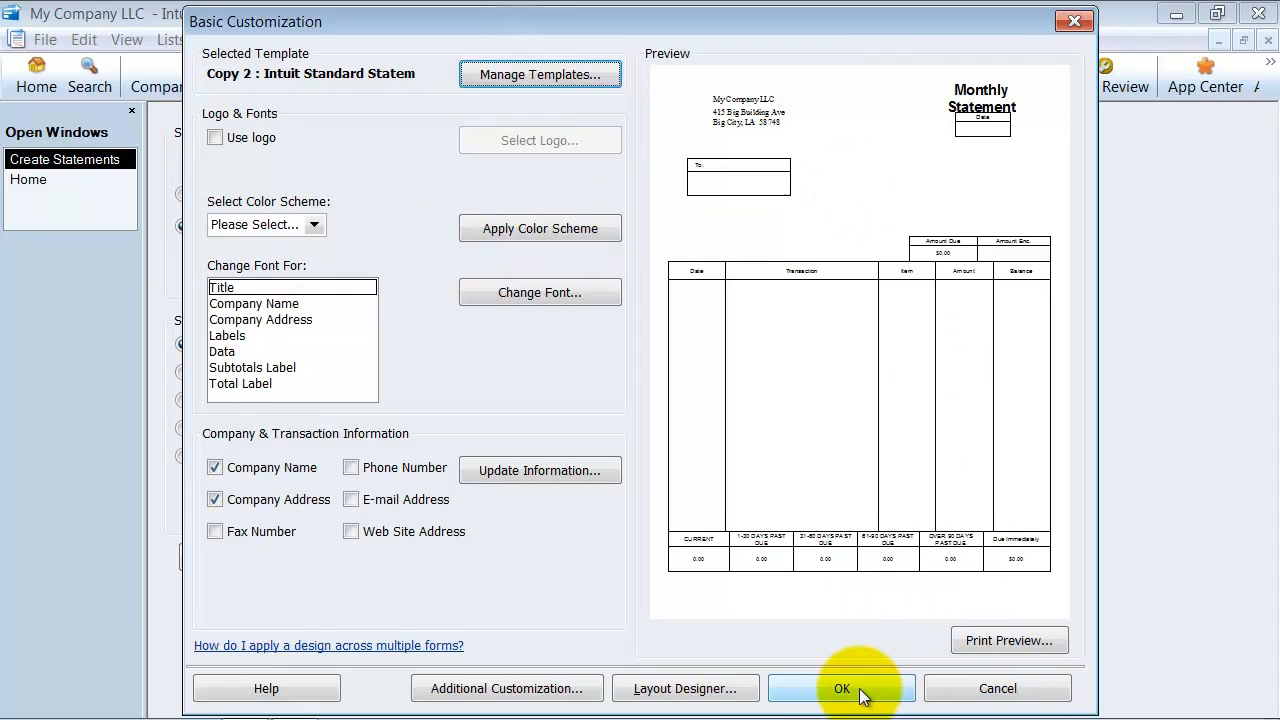 My Company LLC - Intu
Basic Customization
File Edit View Lists
Home Search Compar
Review App Center A
Open Windows
Create Statements
Home
Selected Template
Copy 2 : Intuit Standard Statem
Manage Templates...
Logo & Fonts
Use logo
Select Logo...
Select Color Scheme:
Please Select...
Apply Color Scheme
Change Font For:
Title
Company Name
Company Address
Labels
Data
Subtotals Label
Total Label
Change Font...
Company & Transaction Information
Company Name Phone Number
Update Information...
Company Address E-mail Address
Fax Number Web Site Address
How do I apply a design across multiple forms?
Preview
My Company LLC
415 Big Building Ave
Big City, LA 58748
Monthly
Statement
Date
To:
Amount Due Amount Enc.
$0.00
Date Transaction Item Amount Balance
CURRENT 1-30 DAYS PAST DUE 31-60 DAYS PAST DUE 61-90 DAYS PAST DUE OVER 90 DAYS PAST DUE Due Immediately
0.00 0.00 0.00 0.00 0.00 $0.00
Print Preview...
Help Additional Customization... Layout Designer... OK Cancel